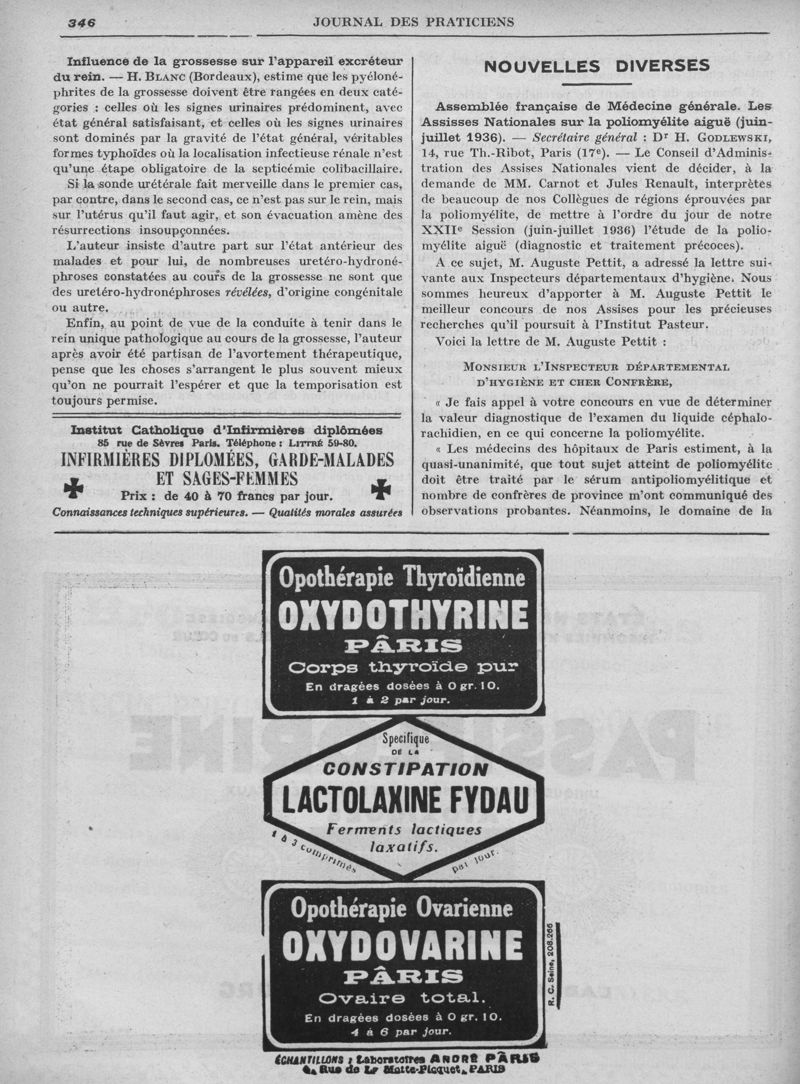 346
JOURNAL DES PRATICIENS
Influence de la grossesse sur l'appareil excréteur
du rein. — H. BLANC (Bordeaux), estime que les pyéloné-
phrites de la grossesse doivent être rangées en deux caté-
gories : celles où les signes urinaires prédominent, avec
état général satisfaisant, et celles où les signes urinaires
sont dominés par la gravité de l'état général, véritables
formes typhoïdes où la localisation infectieuse rénale n'est
qu'une étape obligatoire de la septicémie colibacillaire.
Si la sonde urétérale fait merveille dans le premier cas,
par contre, dans le second cas, ce n'est pas sur le rein, mais
sur l'utérus qu'il faut agir, et son évacuation amène des
résurrections insoupçonnées.
L'auteur insiste d'autre part sur l'état antérieur des
malades et pour lui, de nombreuses uretéro-hydroné-
phroses constatées au cours de la grossesse ne sont que
des uretéro-hydronéphroses révélées, d'origine congénitale
ou autre.
Enfin, au point de vue de la conduite à tenir dans le
rein unique pathologique au cours de la grossesse, l'auteur
après avoir été partisan de l'avortement thérapeutique,
pense que les choses s'arrangent le plus souvent mieux
qu'on ne pourrait l'espérer et que la temporisation est
toujours permise.
Institut Catholique d'Infirmières diplômées
85 rue de Sèvres Paris. Téléphone : LITTRÉ 59-80.
INFIRMIÈRES DIPLOMÉES, GARDE-MALADES
ET SAGES-FEMMES
Prix : de 40 à 70 francs par jour.
Connaissances techniques supérieures. — Qualités morales assurées
NOUVELLES DIVERSES
Assemblée française de Médecine générale. Les
Assises Nationales sur la poliomyélite aiguë (juin-
juillet 1936). — Secrétaire général : Dr H. GODLEWSKI,
14, rue Th.-Ribot, Paris (17e). — Le Conseil d'Adminis-
tration des Assises Nationales vient de décider, à la
demande de MM. Carnot et Jules Renault, interprètes
de beaucoup de nos Collègues de régions éprouvées par
la poliomyélite, de mettre à l'ordre du jour de notre
XXIIe Session (juin-juillet 1936) l'étude de la polio-
myélite aiguë (diagnostic et traitement précoces).
A ce sujet, M. Auguste Pettit, a adressé la lettre sui-
vante aux Inspecteurs départementaux d'hygiène. Nous
sommes heureux d'apporter à M. Auguste Pettit le
meilleur concours de nos Assises pour les précieuses
recherches qu'il poursuit à l'Institut Pasteur.
Voici la lettre de M. Auguste Pettit :
MONSIEUR L'INSPECTEUR DÉPARTEMENTAL
D'HYGIÈNE ET CHER CONFRÈRE,
« Je fais appel à votre concours en vue de déterminer
la valeur diagnostique de l'examen du liquide céphalo-
rachidien, en ce qui concerne la poliomyélite.
« Les médecins des hôpitaux de Paris estiment, à la
quasi-unanimité, que tout sujet atteint de poliomyélite
doit être traité par le sérum antipoliomyélitique et
nombre de confrères de province m'ont communiqué des
observations probantes. Néanmoins, le domaine de la
Opothérapie Thyroïdienne
OXYDOTHYRINE
PÂRIS
Corps thyroïde pur
En dragées dosées à 0 gr. 10.
1 à 2 par jour.
Spécifique
DE LA
CONSTIPATION
LACTOLAXINE FYDAU
Ferments lactiques
laxatifs.
1 à 3 comprimés
par jour.
Opothérapie Ovarienne
OXYDOVARINE
PÂRIS
Ovaire total.
En dragées dosées à 0 gr. 10.
4 à 6 par jour.
R. C. Seine, 208.266
ÉCHANTILLONS : Laboratoires ANDRÉ PÂRIS
4, Rue de La Motte-Picquet, PARIS